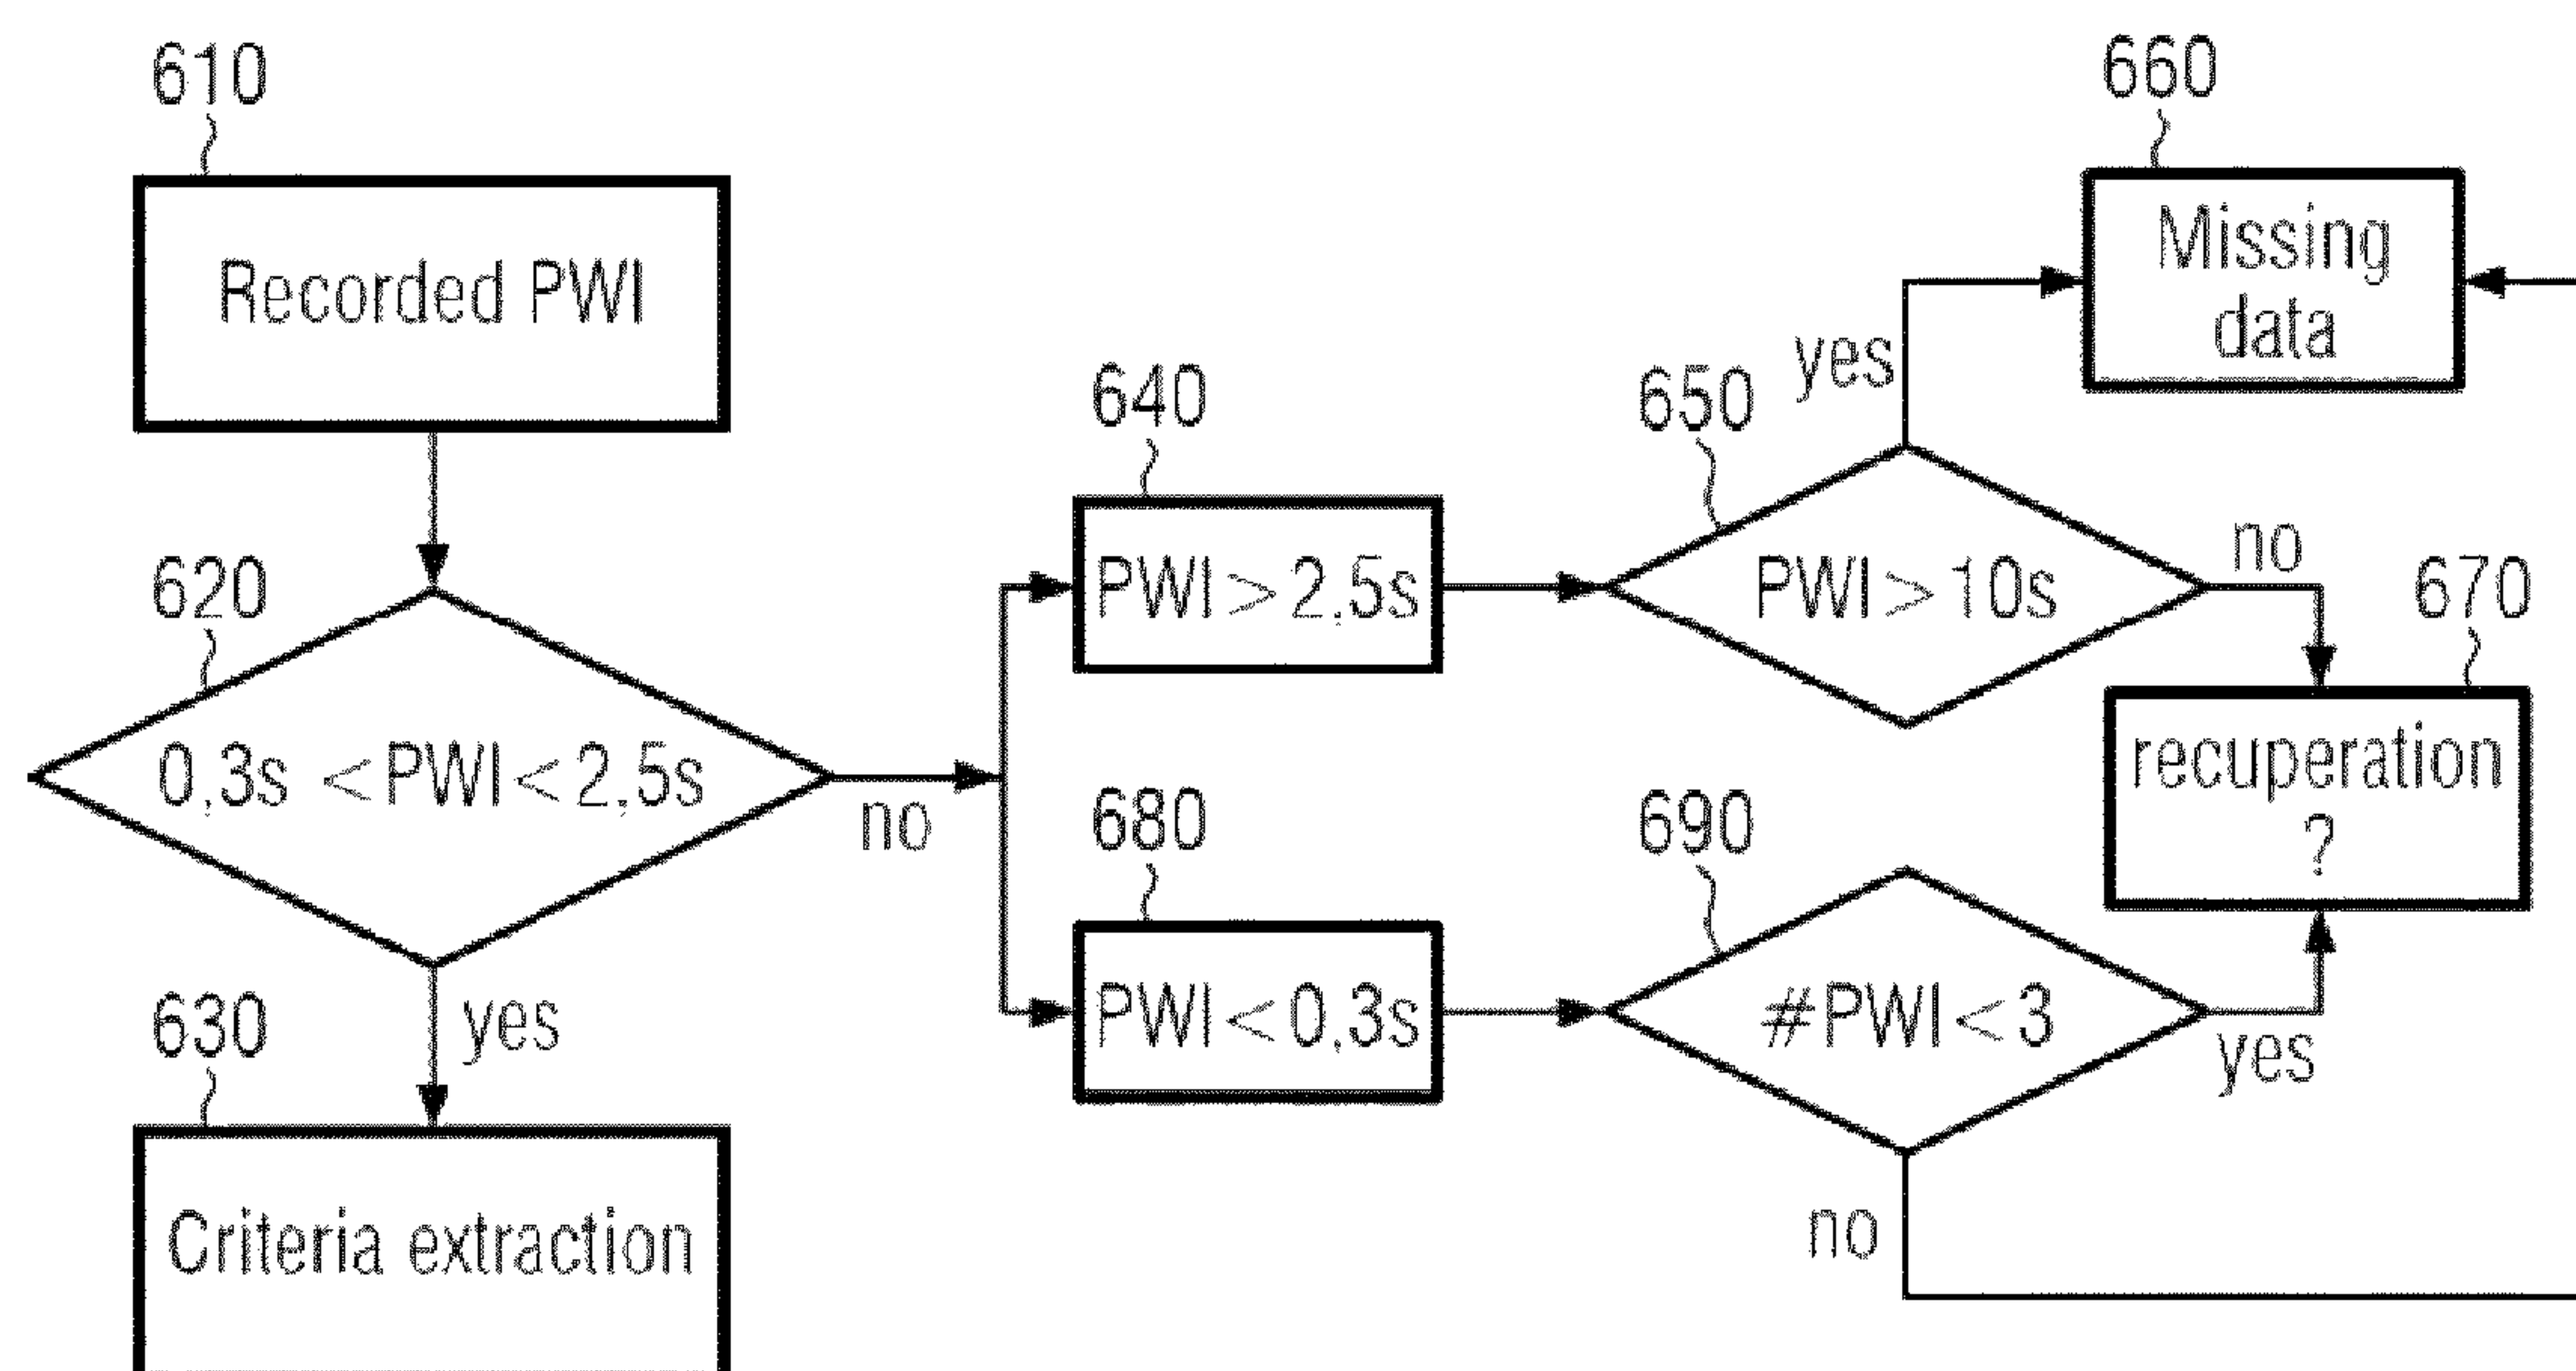 610
Recorded PWI
620
0,3s < PWI < 2,5s
no
yes
630
Criteria extraction
640
PWI > 2,5s
650
PWI > 10s
yes
no
660
Missing
data
670
recuperation
?
680
PWI < 0,3s
690
#PWI < 3
yes
no